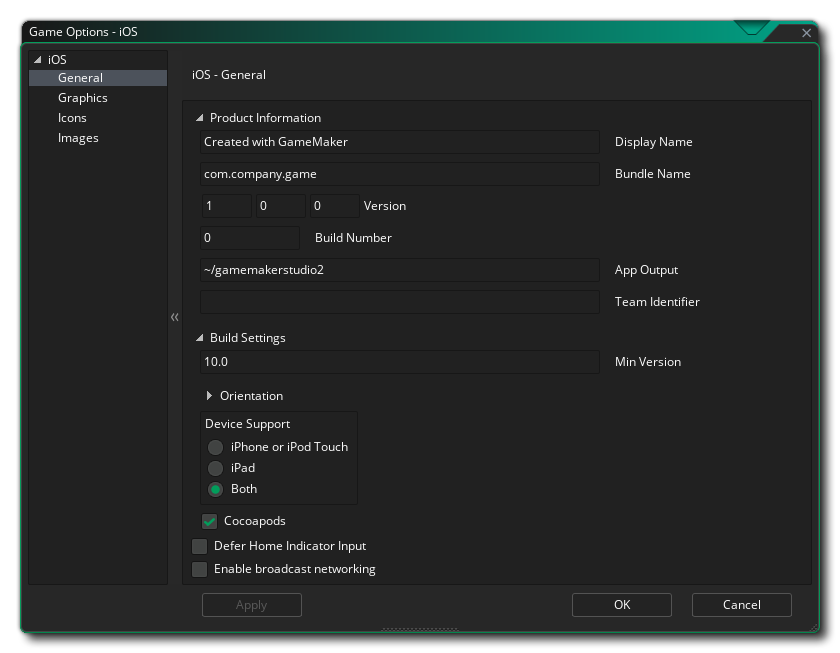 Game Options - iOS
iOS
General
Graphics
Icons
Images
iOS - General
Product Information
Created with GameMaker Display Name
com.company.game Bundle Name
1 0 0 Version
0 Build Number
~/gamemakerstudio2 App Output
Team Identifier
Build Settings
10.0 Min Version
Orientation
Device Support
iPhone or iPod Touch
iPad
Both
Cocoapods
Defer Home Indicator Input
Enable broadcast networking
Apply OK Cancel